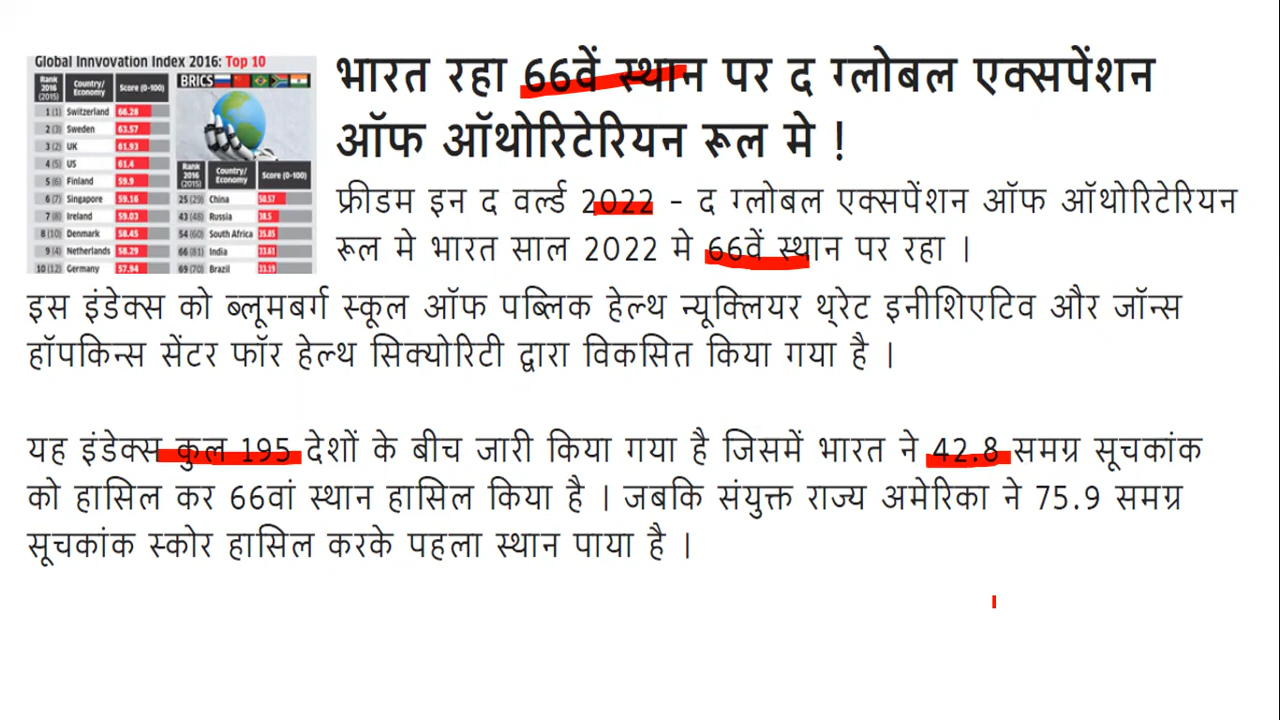 Global Innvovation Index 2016: Top 10
Rank 2016 (2015) Country/ Economy Score (0-100)
1 (1) Switzerland 66.28
2 (3) Sweden 63.57
3 (2) UK 61.93
4 (5) US 61.4
5 (6) Finland 59.9
6 (7) Singapore 59.16
7 (8) Ireland 59.03
8 (10) Denmark 58.45
9 (4) Netherlands 58.29
10 (12) Germany 57.94
BRICS
Rank 2016 (2015) Country/ Economy Score (0-100)
25 (29) China 50.57
43 (48) Russia 38.5
54 (60) South Africa 35.85
66 (81) India 33.61
69 (70) Brazil 33.19
भारत रहा 66वें स्थान पर द ग्लोबल एक्सपेंशन
ऑफ ऑथोरिटेरियन रूल मे !
फ्रीडम इन द वर्ल्ड 2022 - द ग्लोबल एक्सपेंशन ऑफ ऑथोरिटेरियन
रूल मे भारत साल 2022 मे 66वें स्थान पर रहा ।
इस इंडेक्स को ब्लूमबर्ग स्कूल ऑफ पब्लिक हेल्थ न्यूक्लियर थ्रेट इनीशिएटिव और जॉन्स
हॉपकिन्स सेंटर फॉर हेल्थ सिक्योरिटी द्वारा विकसित किया गया है ।
यह इंडेक्स कुल 195 देशों के बीच जारी किया गया है जिसमें भारत ने 42.8 समग्र सूचकांक
को हासिल कर 66वां स्थान हासिल किया है । जबकि संयुक्त राज्य अमेरिका ने 75.9 समग्र
सूचकांक स्कोर हासिल करके पहला स्थान पाया है ।